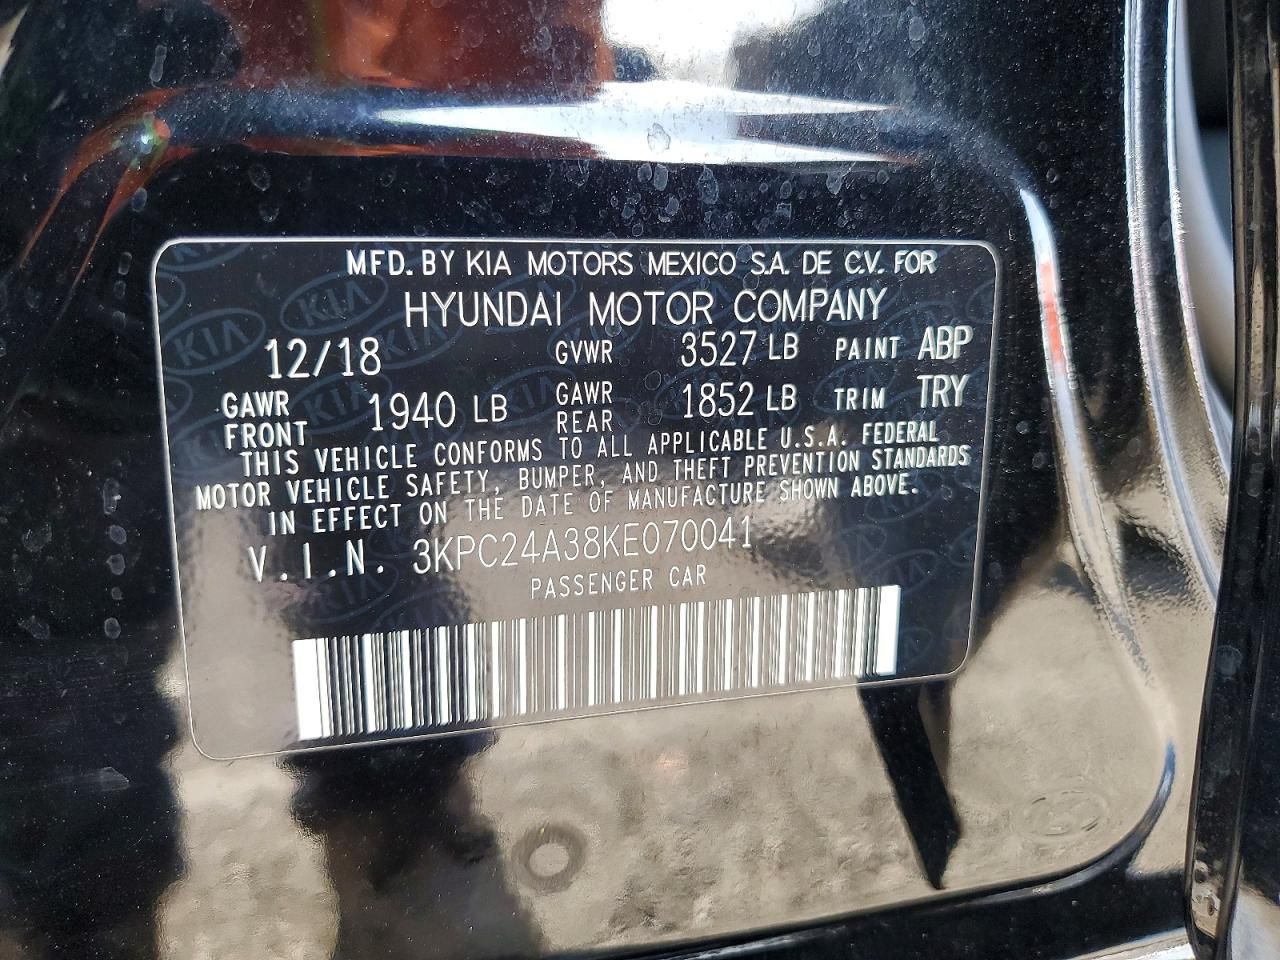 MFD. BY KIA MOTORS MEXICO S.A. DE C.V. FOR
HYUNDAI MOTOR COMPANY
12/18 GVWR 3527 LB PAINT ABP
GAWR FRONT 1940 LB GAWR REAR 1852 LB TRIM TRY
THIS VEHICLE CONFORMS TO ALL APPLICABLE U.S.A. FEDERAL
MOTOR VEHICLE SAFETY, BUMPER, AND THEFT PREVENTION STANDARDS
IN EFFECT ON THE DATE OF MANUFACTURE SHOWN ABOVE.
V.I.N. 3KPC24A38KE070041
PASSENGER CAR